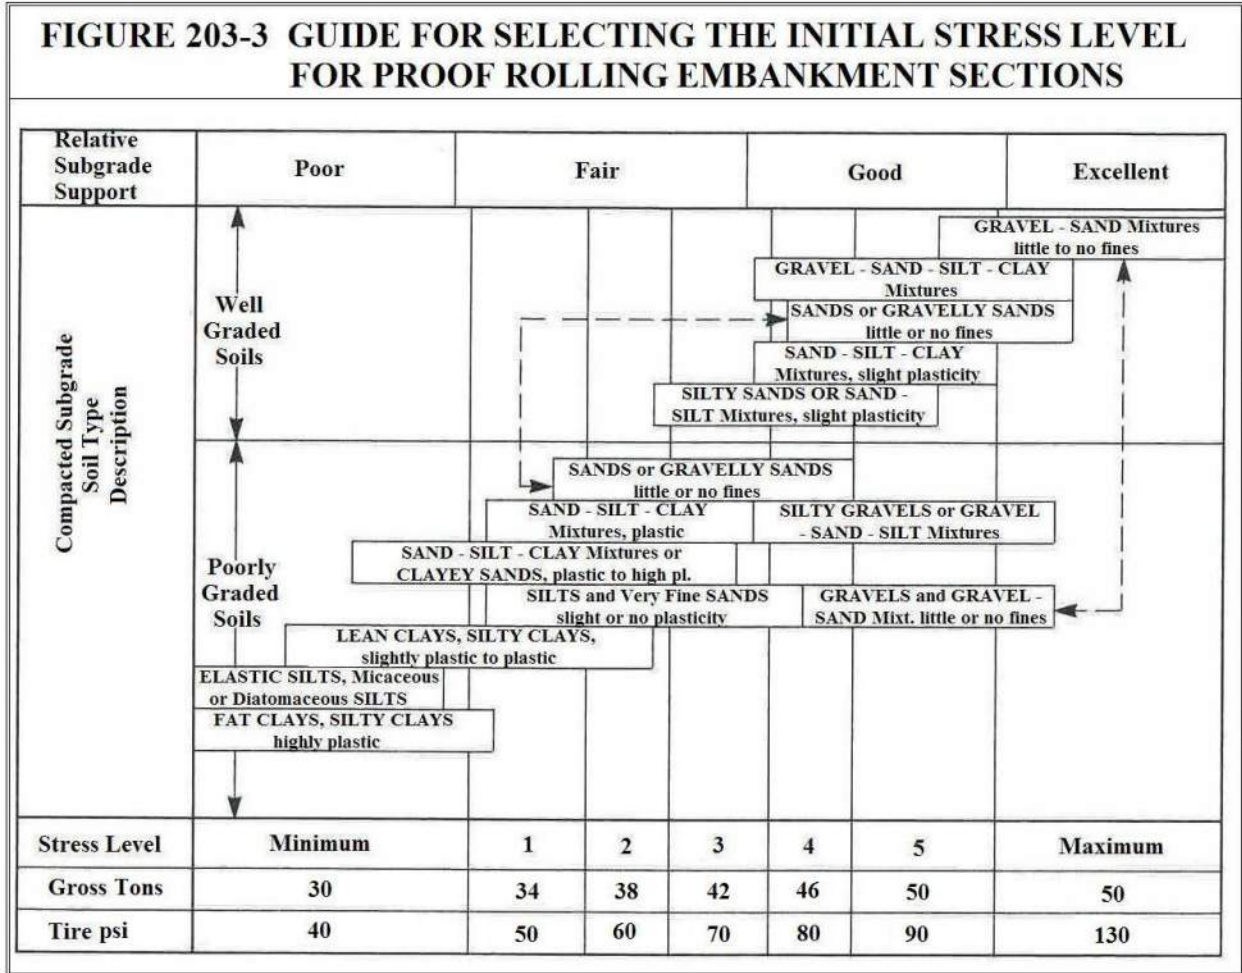 FIGURE 203-3 GUIDE FOR SELECTING THE INITIAL STRESS LEVEL
FOR PROOF ROLLING EMBANKMENT SECTIONS
Relative
Subgrade
Support
Poor
Fair
Good
Excellent
Compacted Subgrade
Soil Type
Description
Well
Graded
Soils
GRAVEL - SAND Mixtures
little to no fines
GRAVEL - SAND - SILT - CLAY
Mixtures
SANDS or GRAVELLY SANDS
little or no fines
SAND - SILT - CLAY
Mixtures, slight plasticity
SILTY SANDS OR SAND -
SILT Mixtures, slight plasticity
Poorly
Graded
Soils
SANDS or GRAVELLY SANDS
little or no fines
SAND - SILT - CLAY
Mixtures, plastic
SILTY GRAVELS or GRAVEL
- SAND - SILT Mixtures
SAND - SILT - CLAY Mixtures or
CLAYEY SANDS, plastic to high pl.
SILTS and Very Fine SANDS
slight or no plasticity
GRAVELS and GRAVEL -
SAND Mixt. little or no fines
LEAN CLAYS, SILTY CLAYS,
slightly plastic to plastic
ELASTIC SILTS, Micaceous
or Diatomaceous SILTS
FAT CLAYS, SILTY CLAYS
highly plastic
Stress Level Minimum 1 2 3 4 5 Maximum
Gross Tons 30 34 38 42 46 50 50
Tire psi 40 50 60 70 80 90 130